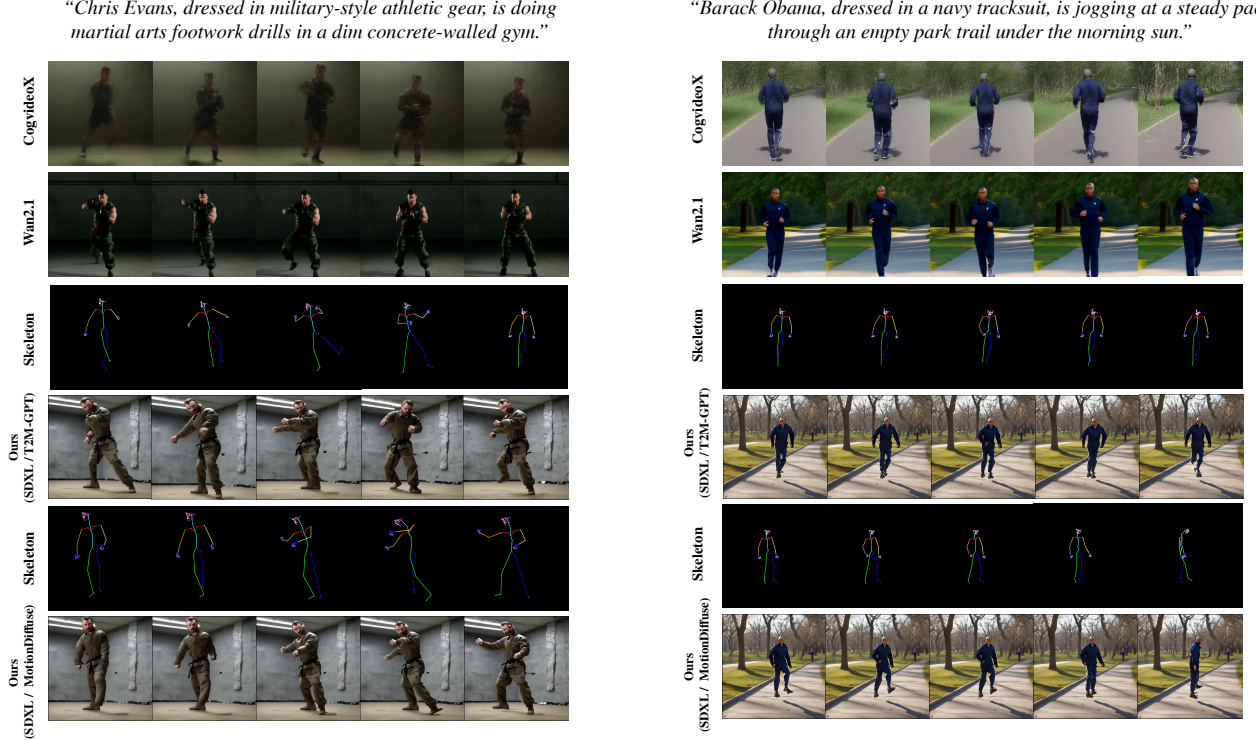 “Chris Evans, dressed in military-style athletic gear, is doing
martial arts footwork drills in a dim concrete-walled gym.”
CogvideoX
Wan2.1
Skeleton
Ours
(SDXL / T2M-GPT)
Skeleton
Ours
(SDXL / MotionDiffuse)
“Barack Obama, dressed in a navy tracksuit, is jogging at a steady
through an empty park trail under the morning sun.”
CogvideoX
Wan2.1
Skeleton
Ours
(SDXL / T2M-GPT)
Skeleton
Ours
(SDXL / MotionDiffuse)